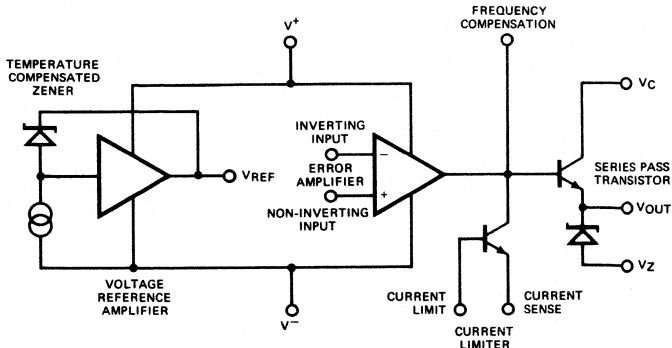 FREQUENCY
COMPENSATION
V+
TEMPERATURE
COMPENSATED
ZENER
VC
INVERTING
INPUT
−
ERROR
AMPLIFIER
+
NON-INVERTING
INPUT
VREF
SERIES PASS
TRANSISTOR
VOUT
VZ
VOLTAGE
REFERENCE
AMPLIFIER
V−
CURRENT
LIMIT
CURRENT
SENSE
CURRENT
LIMITER